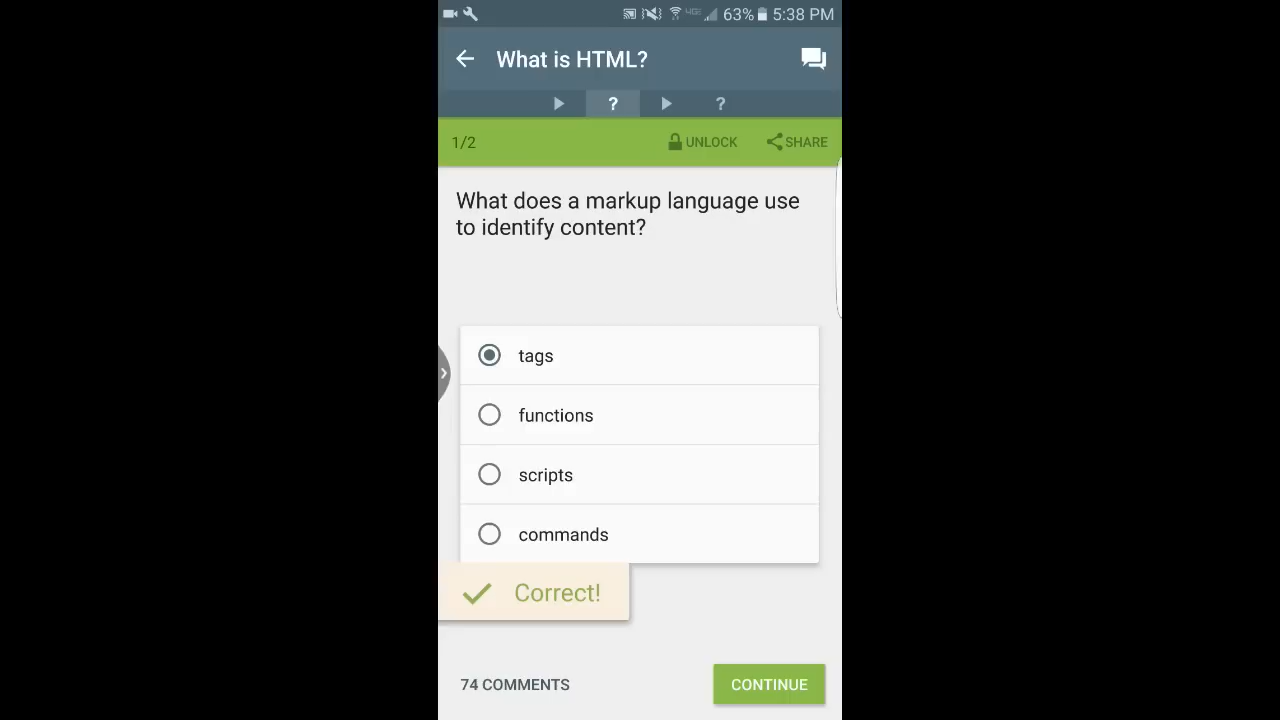 63% 5:38 PM
What is HTML?
? ?
1/2 UNLOCK SHARE
What does a markup language use
to identify content?
tags
functions
scripts
commands
Correct!
74 COMMENTS CONTINUE